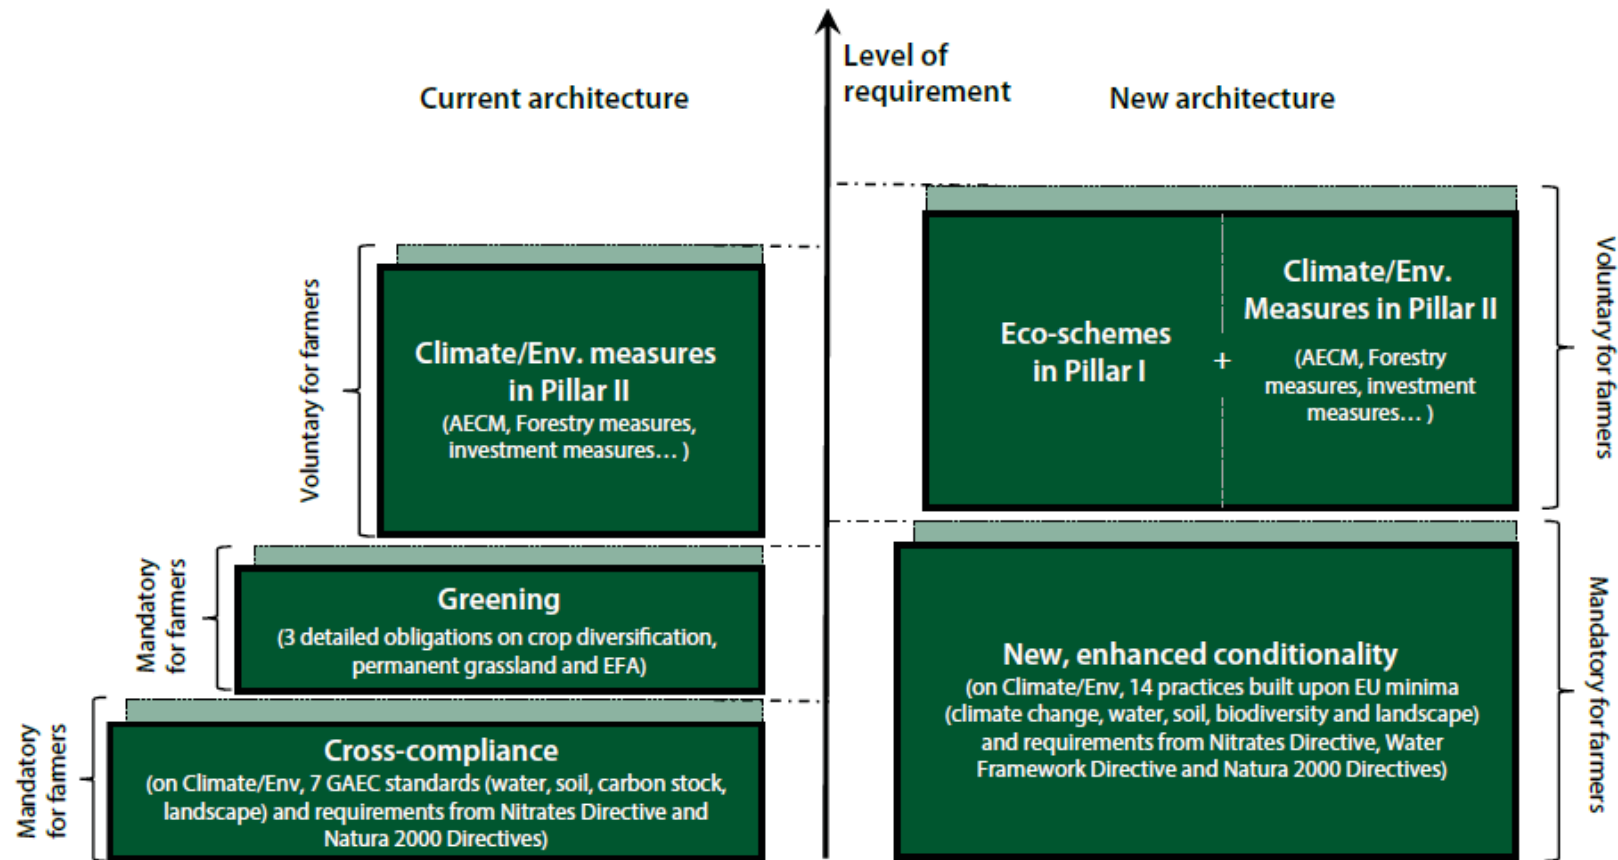 Level of
requirement
Current architecture
New architecture
Voluntary for farmers
Climate/Env. measures
in Pillar II
(AECM, Forestry measures,
investment measures… )
Mandatory
for farmers
Greening
(3 detailed obligations on crop diversification,
permanent grassland and EFA)
Mandatory
for farmers
Cross-compliance
(on Climate/Env, 7 GAEC standards (water, soil, carbon stock,
landscape) and requirements from Nitrates Directive and
Natura 2000 Directives)
Eco-schemes
in Pillar I
+
Climate/Env.
Measures in Pillar II
(AECM, Forestry
measures, investment
measures… )
Voluntary for farmers
New, enhanced conditionality
(on Climate/Env, 14 practices built upon EU minima
(climate change, water, soil, biodiversity and landscape)
and requirements from Nitrates Directive, Water
Framework Directive and Natura 2000 Directives)
Mandatory for farmers